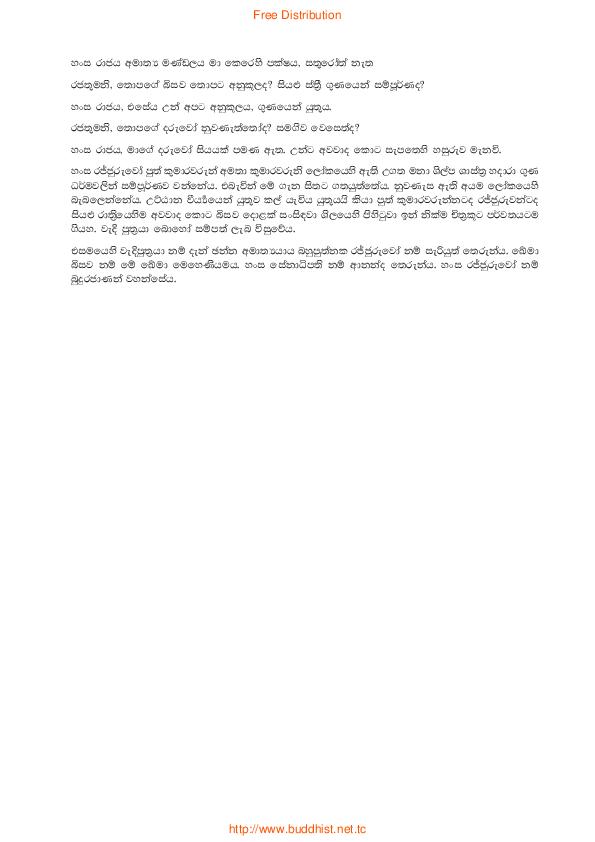 Free Distribution
හංස රාජය අමාත්‍ය මණ්ඩලය මා කෙරෙහි පක්ෂය, සතුරෝත් නැත
රජතුමනි, තොපගේ බිසව තොපට අනුකුලද? සියළු ස්ත්‍රී ගුණයෙන් සම්පූර්ණද?
හංස රාජය, එසේය උන් අපට අනුකුලය, ගුණයෙන් යුතුය.
රජතුමනි, තොපගේ දරුවෝ නුවණැත්තෝද? සමගිව වෙසෙත්ද?
හංස රාජය, මාගේ දරුවෝ සියයක් පමණ ඇත. උන්ට අවවාද කොට සැපතෙහි හසුරුව මැනවි.
හංස රජ්ජුරුවෝ පුත් කුමාරවරුන් අමතා කුමාරවරුනි ලෝකයෙහි ඇති උගත මනා ශිල්ප ශාස්ත්‍ර හදාරා ගුණ
ධර්මවලින් සම්පූර්ණව වන්නේය. එබැවින් මේ ගැන සිතට ගතයුත්තේය. නුවණැස ඇති අයම ලෝකයෙහි
බැබලෙන්නේය. උට්ඨාන වීර්‍ය්‍යයෙන් යුතුව කල් යැවිය යුතුයයි කියා පුත් කුමාරවරුන්නටද රජ්ජුරුවන්ටද
සියළු රාත්‍රියෙහිම අවවාද කොට බිසව දොළක් සංසිඳවා ශීලයෙහි පිහිටුවා ඉන් නික්ම චිත්‍රකුට පර්වතයටම
ගියහ. වැදි පුත්‍රයා බොහෝ සම්පත් ලැබ විසුවේය.
එසමයෙහි වැදිපුත්‍රයා නම් දැන් ඡන්න අමාත්‍යයාය බහුපුත්තක රජ්ජුරුවෝ නම් සැරියුත් තෙරුන්ය. ඛේමා
බිසව නම් මේ ඛේමා මෙහෙණියමය. හංස සේනාධිපති නම් ආනන්ද තෙරුන්ය. හංස රජ්ජුරුවෝ නම්
බුදුරජාණන් වහන්සේය.
http://www.buddhist.net.tc